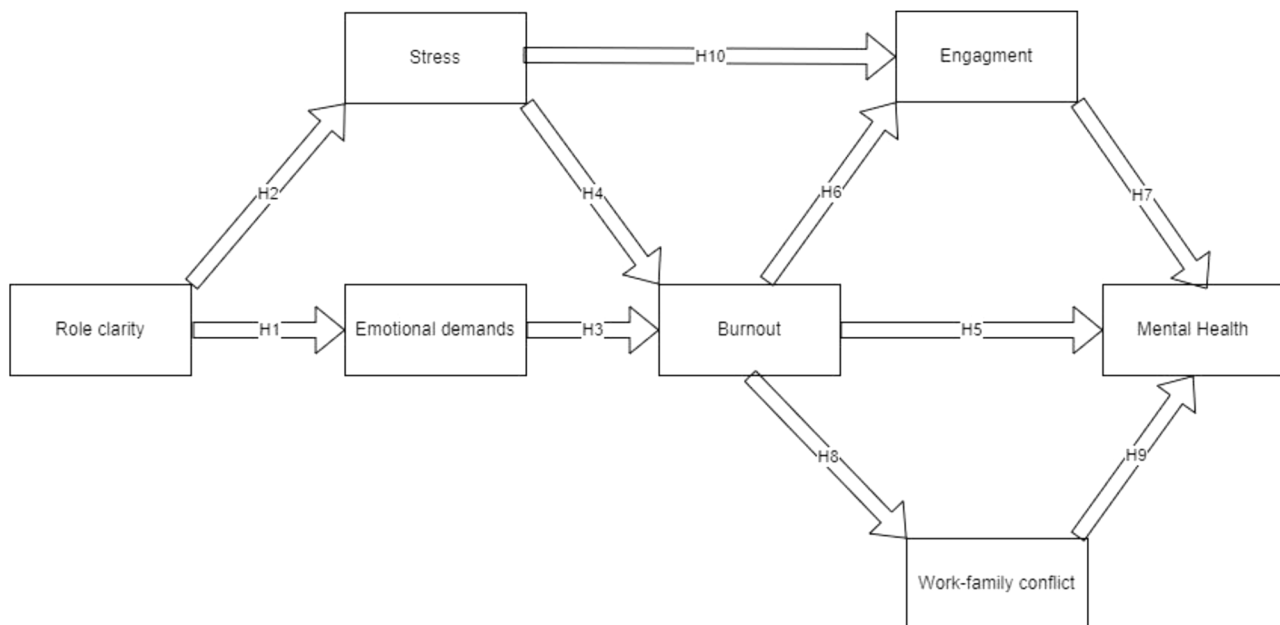 Stress
H10
Engagment
H2
H4
H6
H7
Role clarity
H1
Emotional demands
H3
Burnout
H5
Mental Health
H8
H9
Work-family conflict